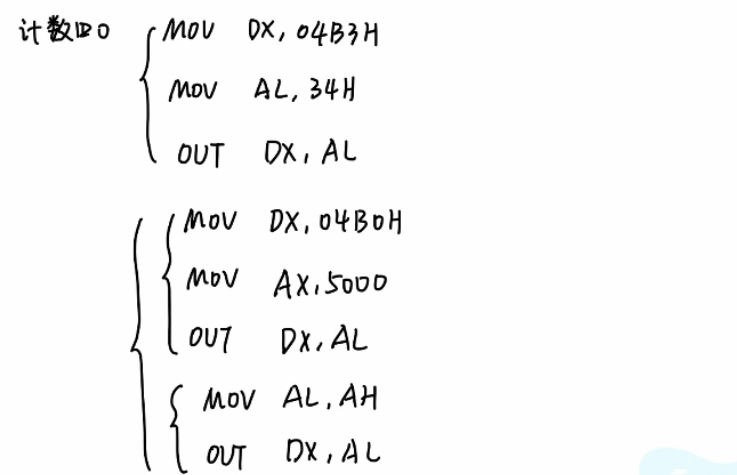 计数器0 MOV DX, 04B3H
MOV AL, 34H
OUT DX, AL
MOV DX, 04B0H
MOV AX, 5000
OUT DX, AL
MOV AL, AH
OUT DX, AL